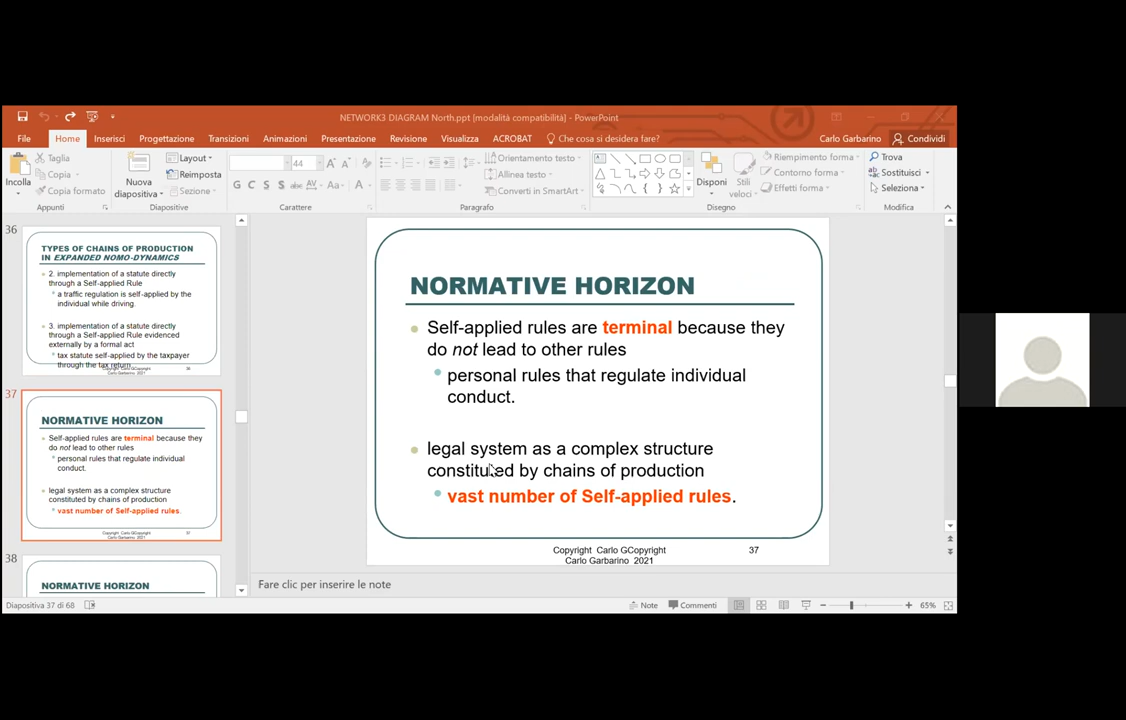 NETWORK3 DIAGRAM North.ppt [modalità compatibilità] - PowerPoint
File Home Inserisci Progettazione Transizioni Animazioni Presentazione Revisione Visualizza ACROBAT Che cosa si desidera fare? Carlo Garbarino Condividi
Incolla
Taglia
Copia
Copia formato
Appunti
Nuova
diapositiva
Layout
Reimposta
Sezione
Diapositive
44
G C S S abc AV Aa A
Carattere
Orientamento testo
Allinea testo
Converti in SmartArt
Paragrafo
Disponi
Stili
veloci
Riempimento forma
Contorno forma
Effetti forma
Disegno
Trova
Sostituisci
Seleziona
Modifica
36
TYPES OF CHAINS OF PRODUCTION
IN EXPANDED NOMO-DYNAMICS
2. implementation of a statute directly
through a Self-applied Rule
a traffic regulation is self-applied by the
individual while driving.
3. implementation of a statute directly
through a Self-applied Rule evidenced
externally by a formal act
tax statute self-applied by the taxpayer
through the tax return
Copyright Carlo GCopyright
Carlo Garbarino 2021
36
37
NORMATIVE HORIZON
Self-applied rules are terminal because they
do not lead to other rules
personal rules that regulate individual
conduct.
legal system as a complex structure
constituted by chains of production
vast number of Self-applied rules.
Copyright Carlo GCopyright
Carlo Garbarino 2021
37
38
NORMATIVE HORIZON
NORMATIVE HORIZON
Self-applied rules are terminal because they
do not lead to other rules
personal rules that regulate individual
conduct.
legal system as a complex structure
constituted by chains of production
vast number of Self-applied rules.
Copyright Carlo GCopyright
Carlo Garbarino 2021
37
Fare clic per inserire le note
Diapositiva 37 di 68
Note Commenti 65%